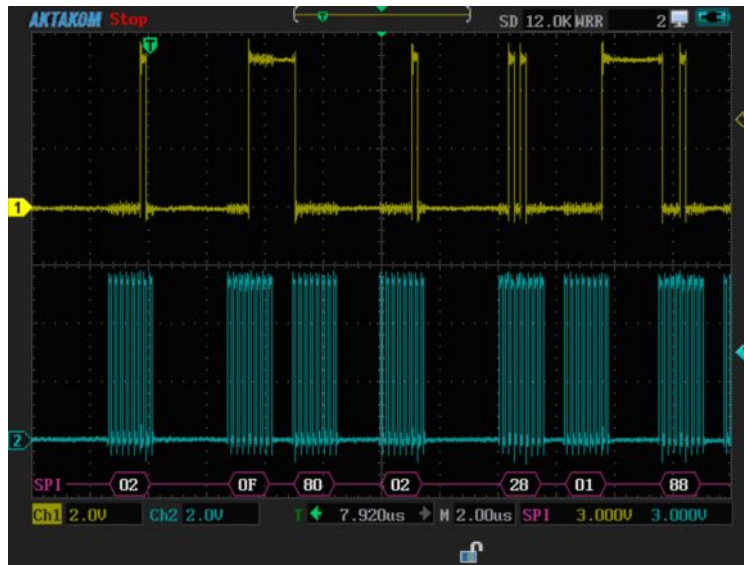 AKTAKOM Stop SD 12.0K WRR 2
T
1
2
SPI 02 0F 80 02 28 01 88
Ch1 2.0V Ch2 2.0V T 7.920us M 2.00us SPI 3.000V 3.000V